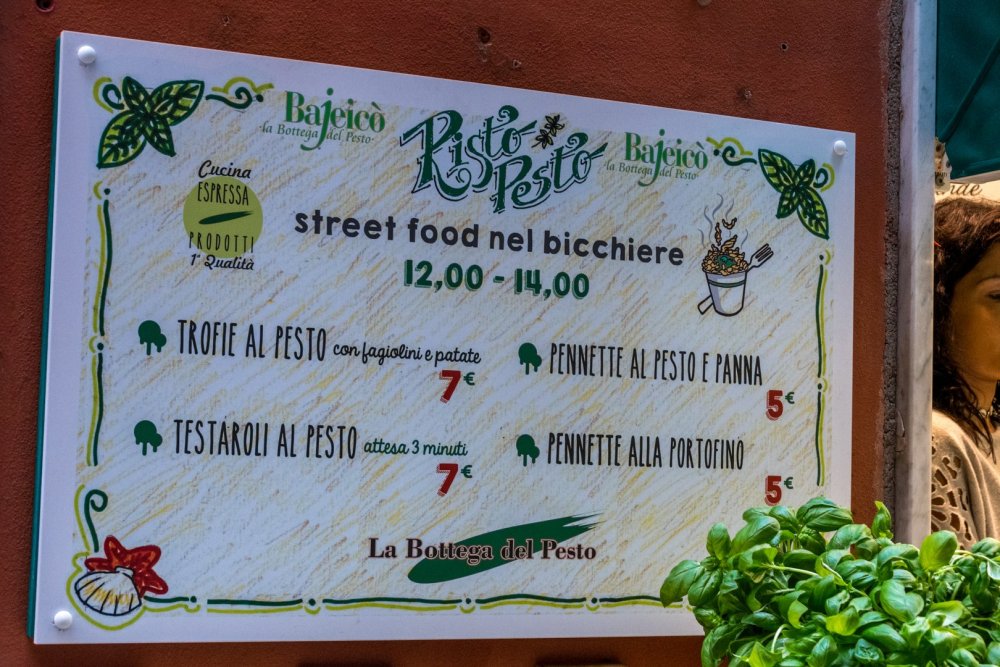 Bajeicò
la Bottega del Pesto
Risto Pesto
Bajeicò
la Bottega del Pesto
Cucina
ESPRESSA
PRODOTTI
1ª Qualità
street food nel bicchiere
12,00 - 14,00
TROFIE AL PESTO con fagiolini e patate
7€
TESTAROLI AL PESTO attesa 3 minuti
7€
PENNETTE AL PESTO E PANNA
5€
PENNETTE ALLA PORTOFINO
5€
La Bottega del Pesto